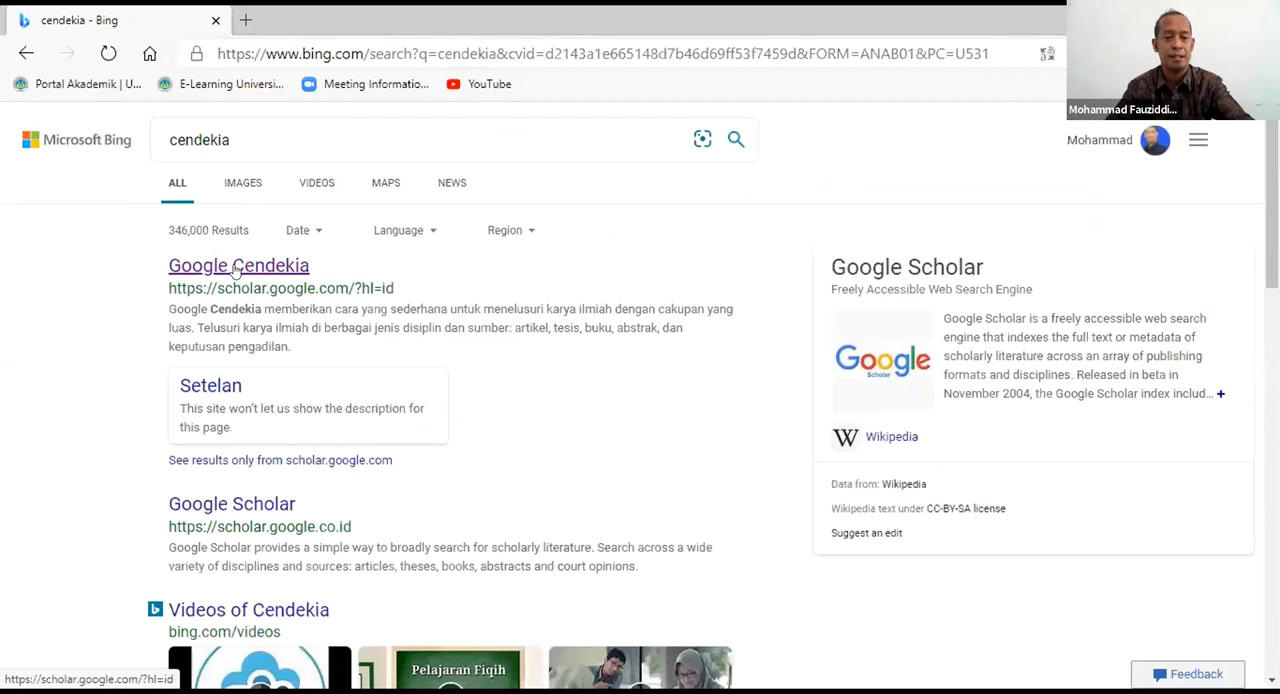 cendekia - Bing
https://www.bing.com/search?q=cendekia&cvid=d2143a1e665148d7b46d69ff53f7459d&FORM=ANAB01&PC=U531
Portal Akademik | U...
E-Learning Universi...
Meeting Informatio...
YouTube
Mohammad Fauziddi...
Microsoft Bing
cendekia
Mohammad
ALL
IMAGES
VIDEOS
MAPS
NEWS
346,000 Results
Date
Language
Region
Google Cendekia
https://scholar.google.com/?hl=id
Google Cendekia memberikan cara yang sederhana untuk menelusuri karya ilmiah dengan cakupan yang
luas. Telusuri karya ilmiah di berbagai jenis disiplin dan sumber: artikel, tesis, buku, abstrak, dan
keputusan pengadilan.
Setelan
This site won't let us show the description for
this page.
See results only from scholar.google.com
Google Scholar
https://scholar.google.co.id
Google Scholar provides a simple way to broadly search for scholarly literature. Search across a wide
variety of disciplines and sources: articles, theses, books, abstracts and court opinions.
Videos of Cendekia
bing.com/videos
Pelajaran Fiqih
Google Scholar
Freely Accessible Web Search Engine
Google
Scholar
Google Scholar is a freely accessible web search
engine that indexes the full text or metadata of
scholarly literature across an array of publishing
formats and disciplines. Released in beta in
November 2004, the Google Scholar index includ... +
W Wikipedia
Data from: Wikipedia
Wikipedia text under CC-BY-SA license
Suggest an edit
Feedback
https://scholar.google.com/?hl=id